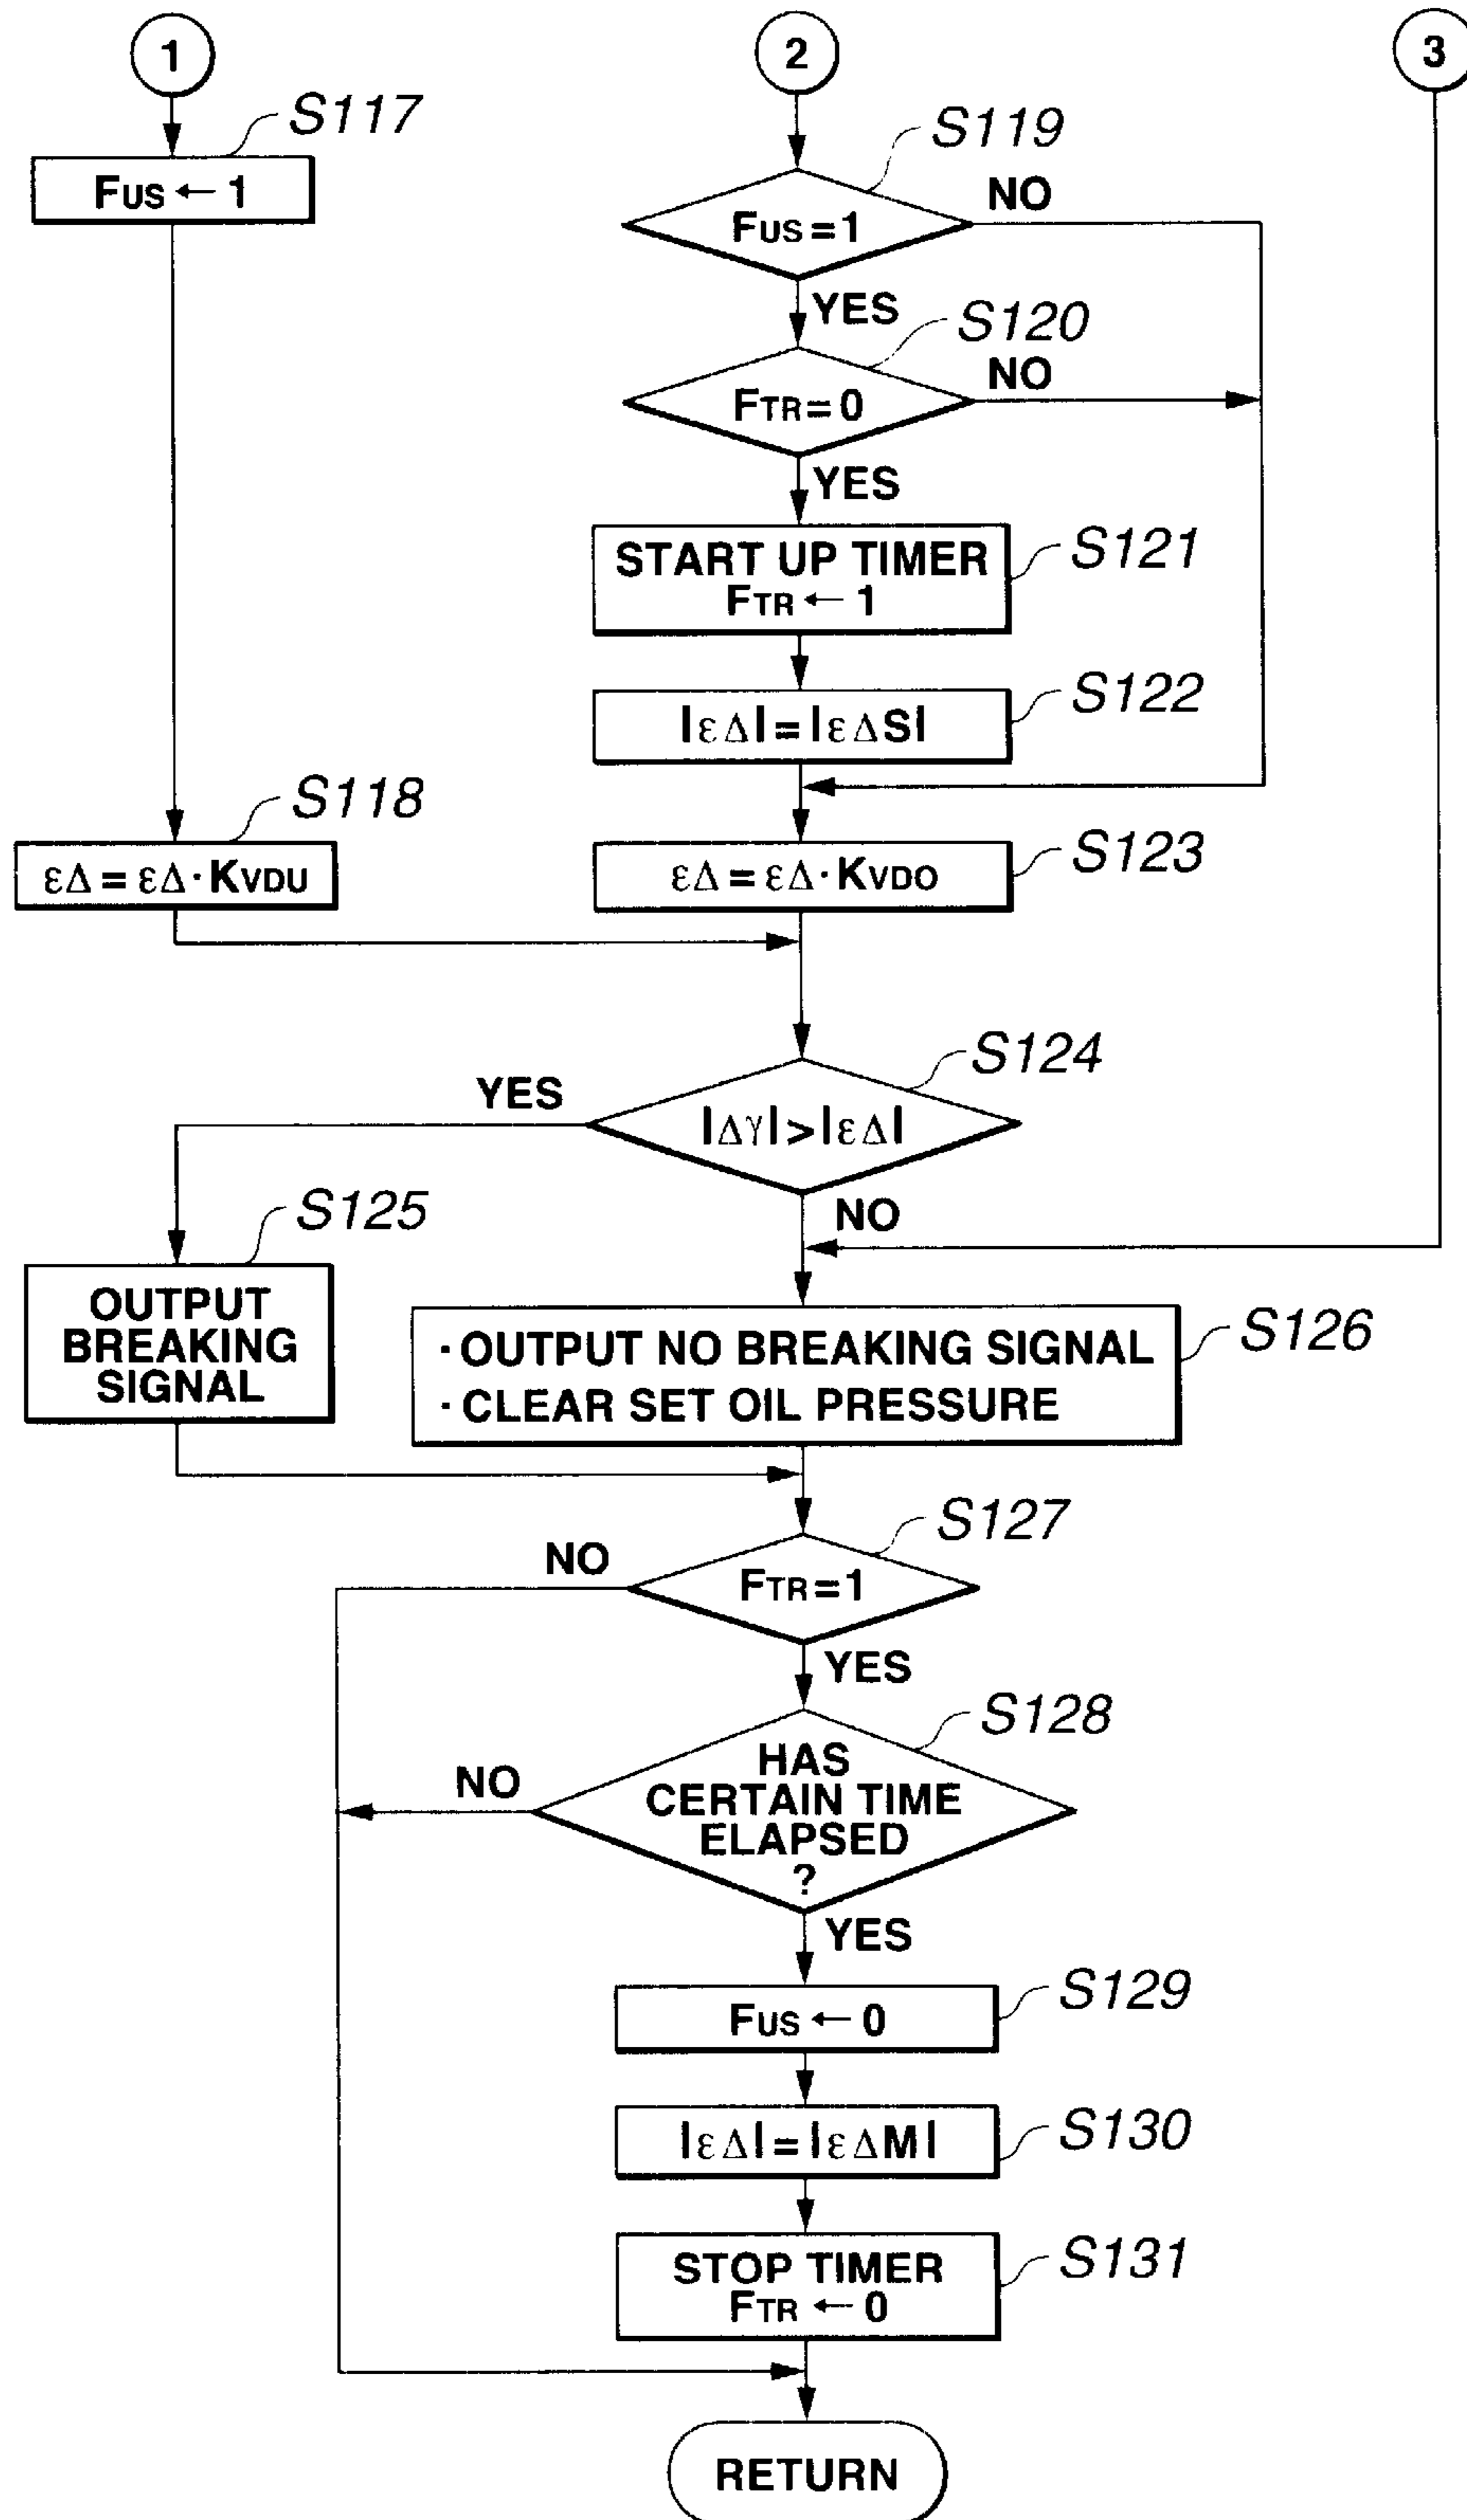 1
2
3
S117
FUS ← 1
S119
FUS = 1
NO
YES
S120
FTR = 0
NO
YES
S121
START UP TIMER
FTR ← 1
S122
|εΔ| = |εΔS|
S118
εΔ = εΔ · KVDU
S123
εΔ = εΔ · KVDO
S124
|Δγ| > |εΔ|
YES
NO
S125
OUTPUT
BREAKING
SIGNAL
S126
· OUTPUT NO BREAKING SIGNAL
· CLEAR SET OIL PRESSURE
S127
FTR = 1
NO
YES
S128
HAS
CERTAIN TIME
ELAPSED
?
NO
YES
S129
FUS ← 0
S130
|εΔ| = |εΔM|
S131
STOP TIMER
FTR ← 0
RETURN